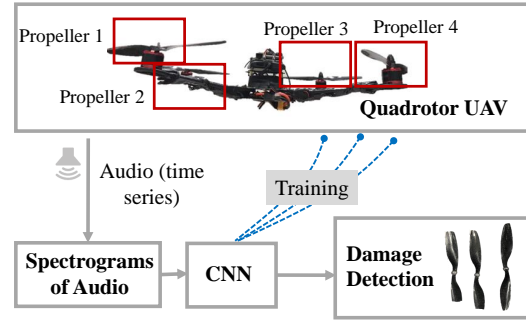 Propeller 1
Propeller 3
Propeller 4
Propeller 2
Quadrotor UAV
Audio (time
series)
Training
Spectrograms
of Audio
CNN
Damage
Detection